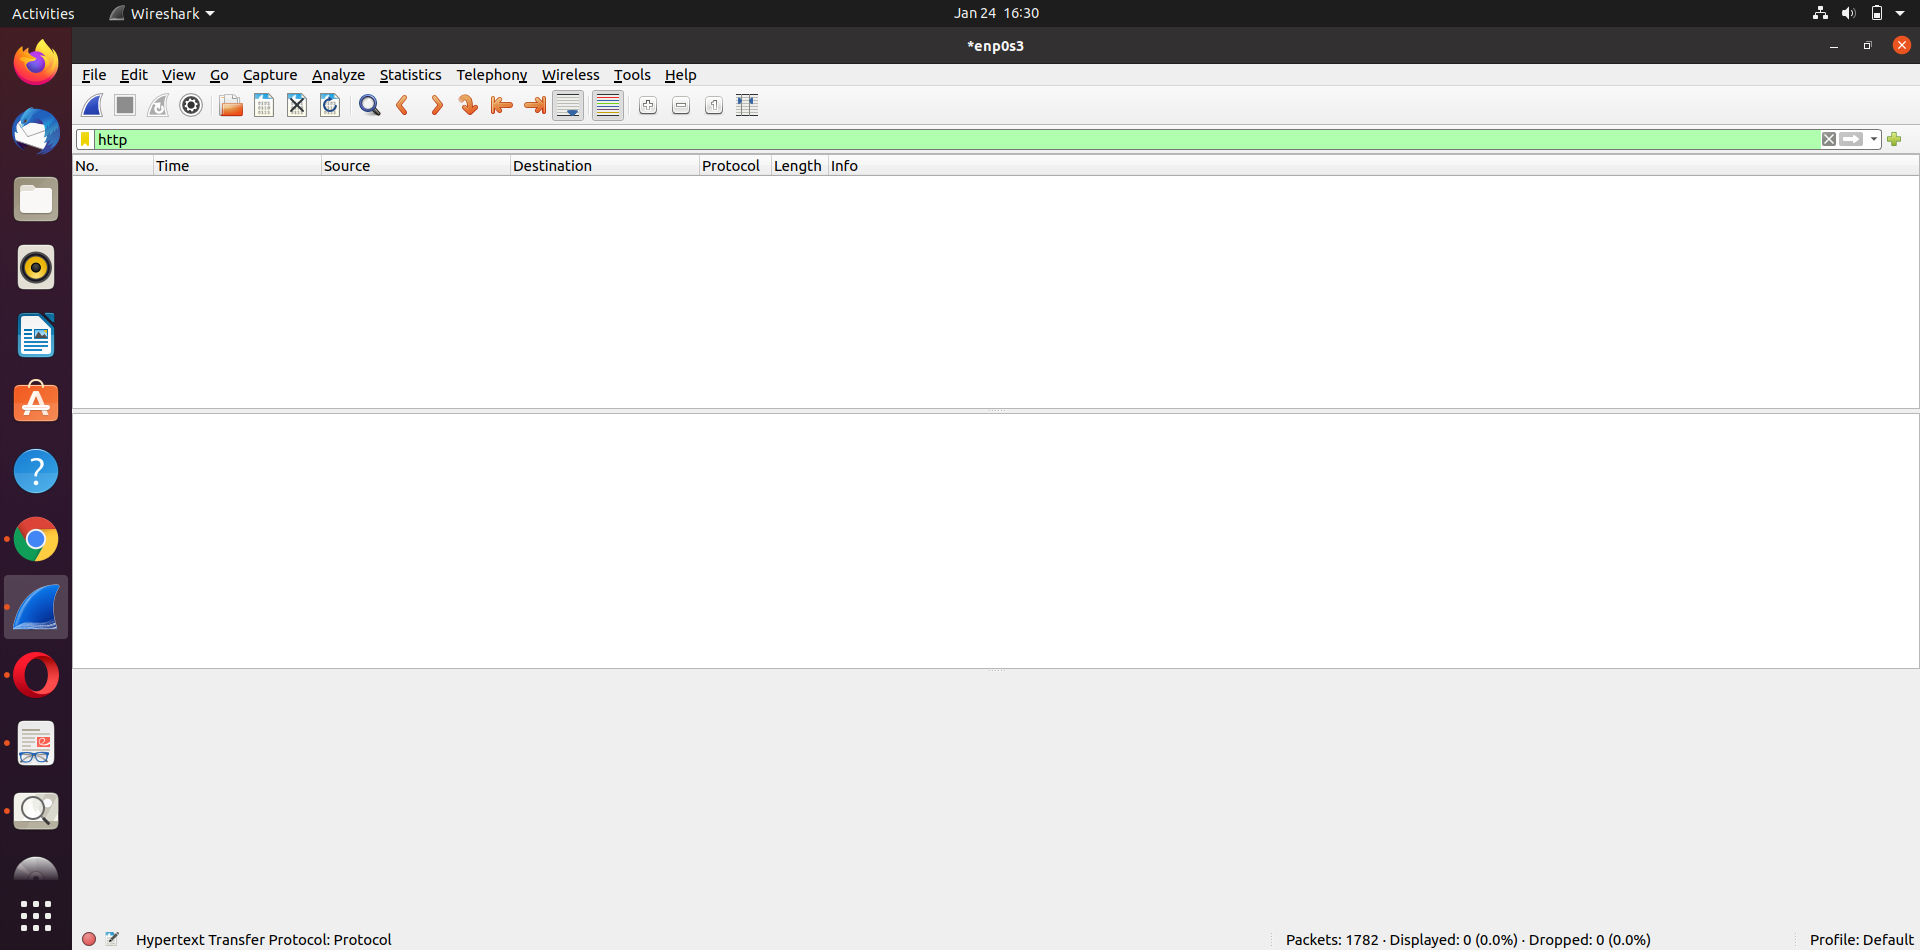 Activities Wireshark Jan 24 16:30
*enp0s3
File Edit View Go Capture Analyze Statistics Telephony Wireless Tools Help
http
No. Time Source Destination Protocol Length Info
Hypertext Transfer Protocol: Protocol Packets: 1782 · Displayed: 0 (0.0%) · Dropped: 0 (0.0%) Profile: Default